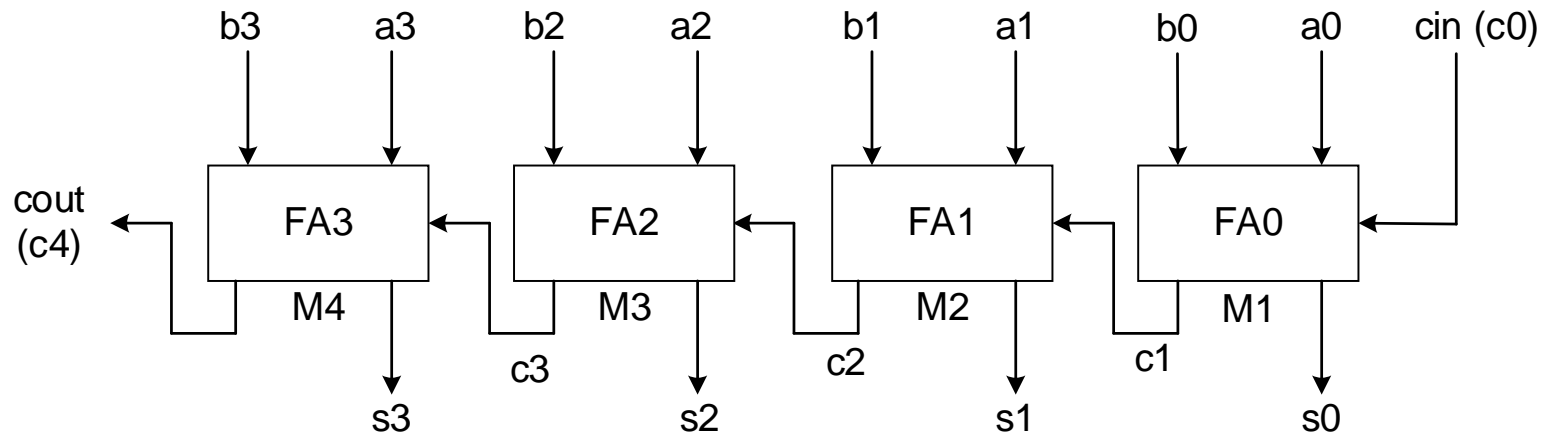 b3 a3 b2 a2 b1 a1 b0 a0 cin (c0)
cout
(c4)
FA3 FA2 FA1 FA0
M4 M3 M2 M1
c3 c2 c1
s3 s2 s1 s0